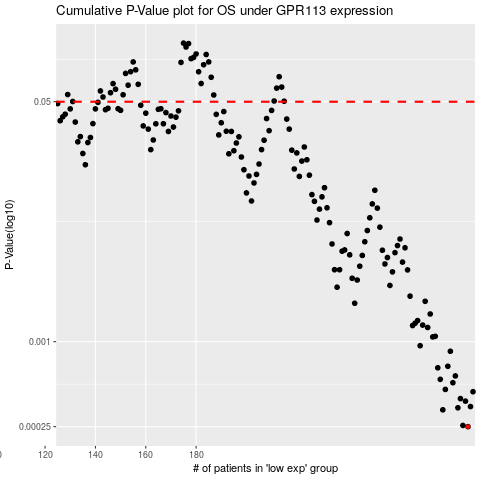 Cumulative P-Value plot for OS under GPR113 expression
P-Value(log10)
0.05
0.001
0.00025
0
120
140
160
180
# of patients in 'low exp' group